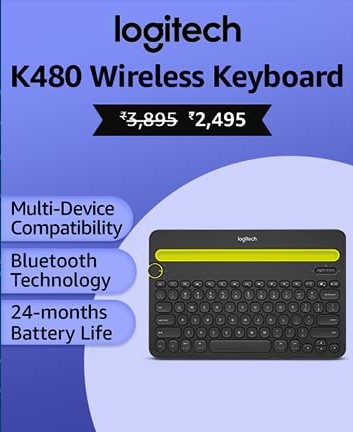 logitech
K480 Wireless Keyboard
₹3,895 ₹2,495
Multi-Device
Compatibility
Bluetooth
Technology
24-months
Battery Life
logitech